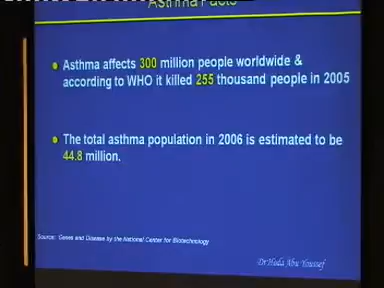 Asthma Facts
Asthma affects 300 million people worldwide &
according to WHO it killed 255 thousand people in 2005
The total asthma population in 2006 is estimated to be
44.8 million.
Source: Genes and Disease by the National Center for Biotechnology
Dr Huda Abu Youssef